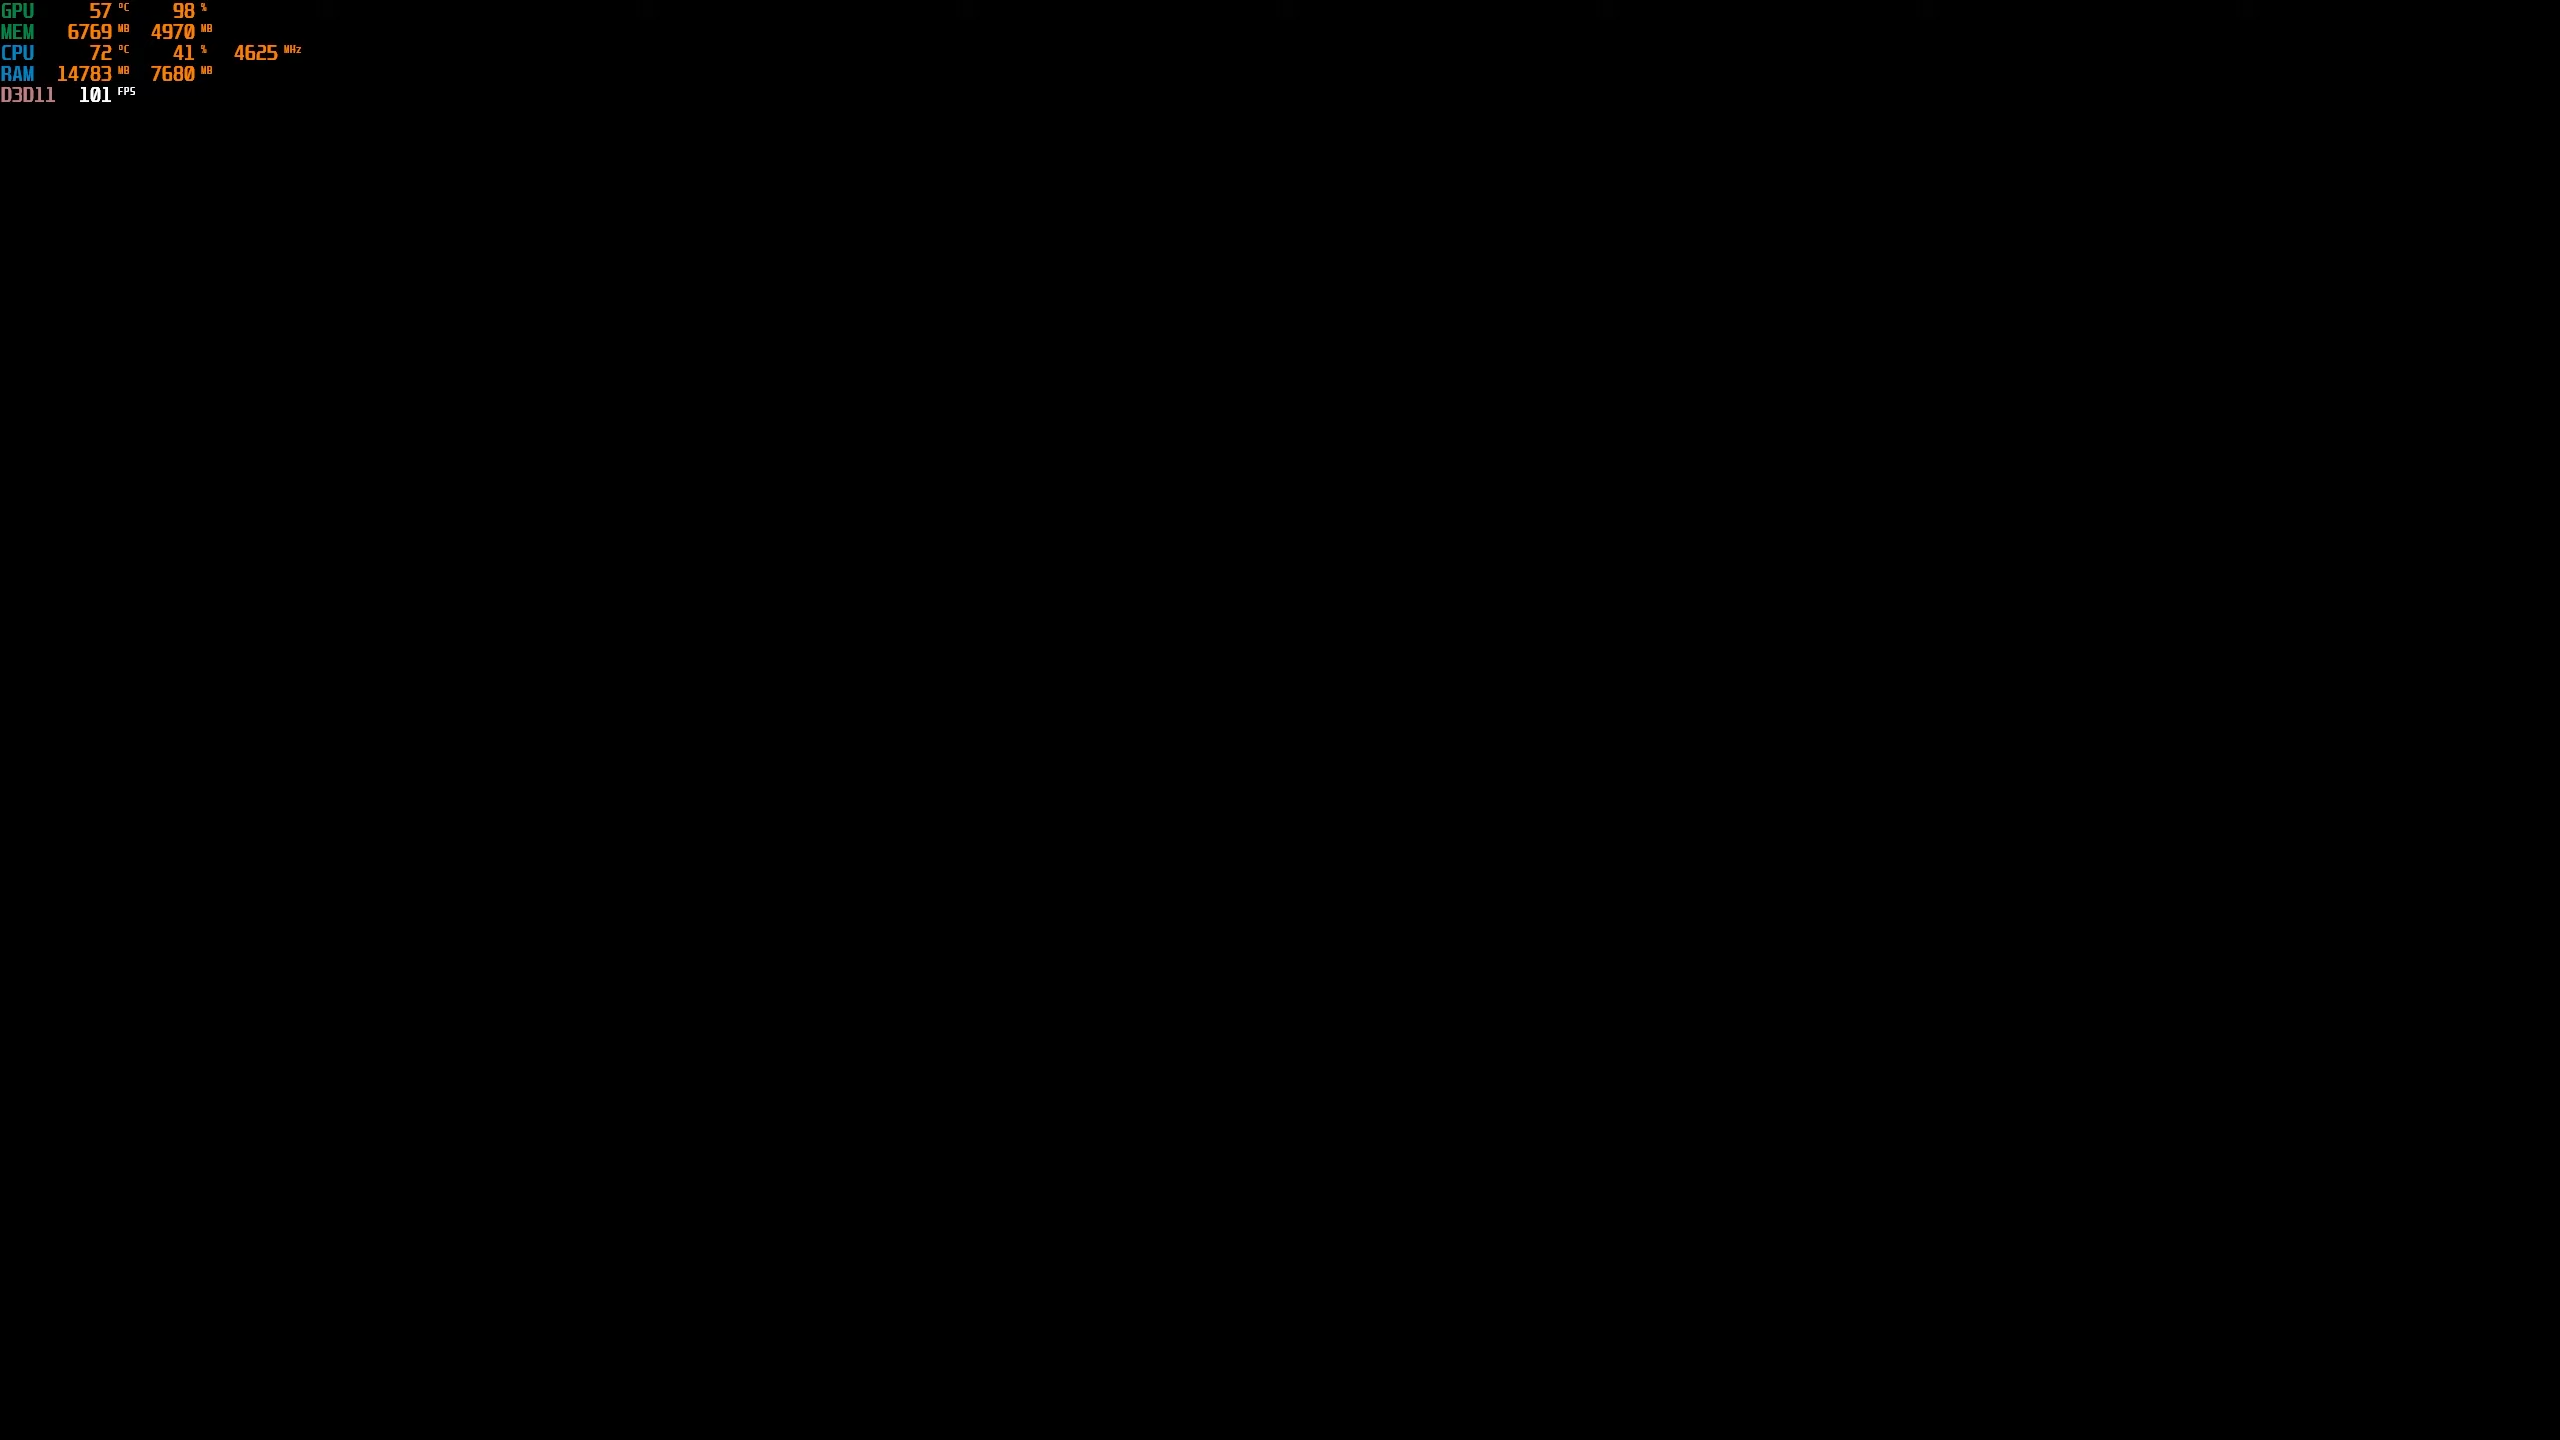 GPU 57 °C 98 %
MEM 6769 MB 4970 MB
CPU 72 °C 41 % 4625 MHz
RAM 14783 MB 7680 MB
D3D11 101 FPS